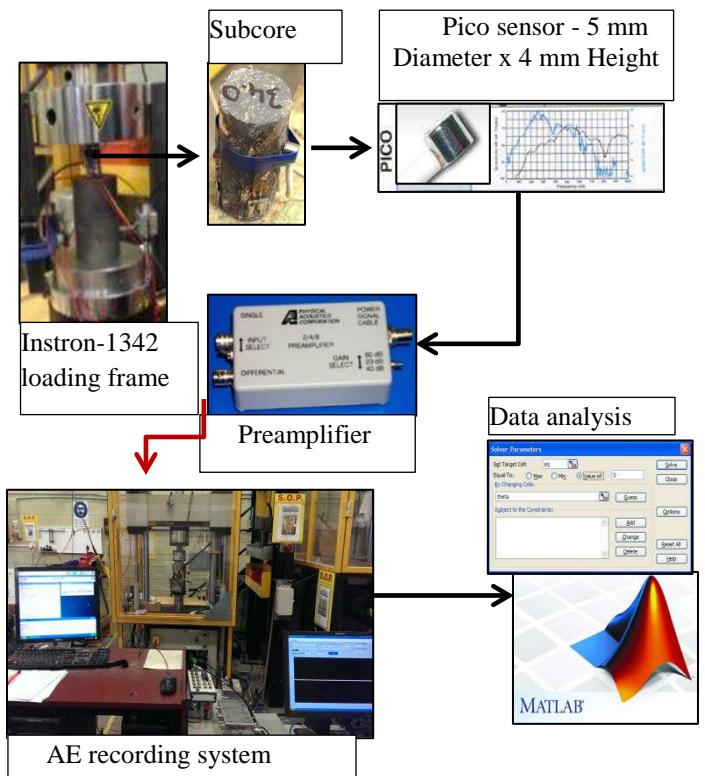 Subcore
Pico sensor - 5 mm
Diameter x 4 mm Height
34.0
PICO
Instron-1342
loading frame
SINGLE
PHYSICAL
ACOUSTICS
CORPORATION
POWER
SIGNAL
CABLE
INPUT
SELECT
2/4/6
PREAMPLIFIER
GAIN
SELECT
60 dB
20 dB
40 dB
DIFFERENTIAL
Preamplifier
Data analysis
Solver Parameters
Set Target Cell:
eq
Solve
Equal To:
Max
Min
Value of:
0
Close
By Changing Cells:
theta
Guess
Subject to the Constraints:
Options
Add
Change
Delete
Reset All
Help
S.O.P.
S.O.P.
S.O.P.
MATLAB
AE recording system